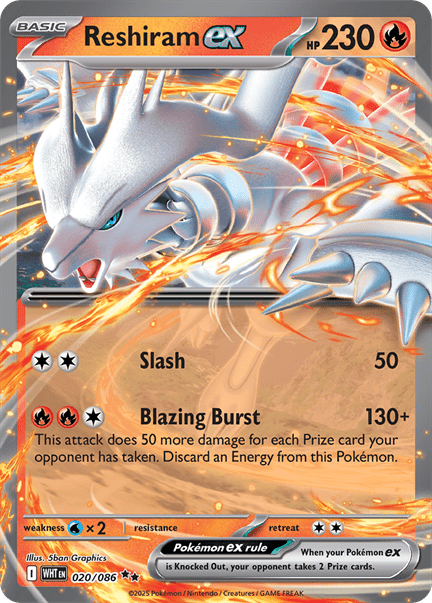 BASIC
Reshiram ex
HP 230
Slash 50
Blazing Burst 130+
This attack does 50 more damage for each Prize card your
opponent has taken. Discard an Energy from this Pokémon.
weakness ×2 resistance retreat
Illus. 5ban Graphics
Pokémon ex rule
When your Pokémon ex
is Knocked Out, your opponent takes 2 Prize cards.
I WHT EN 020/086
©2025 Pokémon / Nintendo / Creatures / GAME FREAK